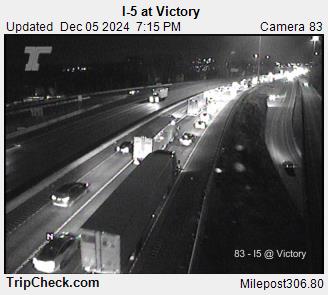 I-5 at Victory
Updated Dec 05 2024 7:15 PM Camera 83
T
N
83 - I5 @ Victory
TripCheck.com Milepost306.80